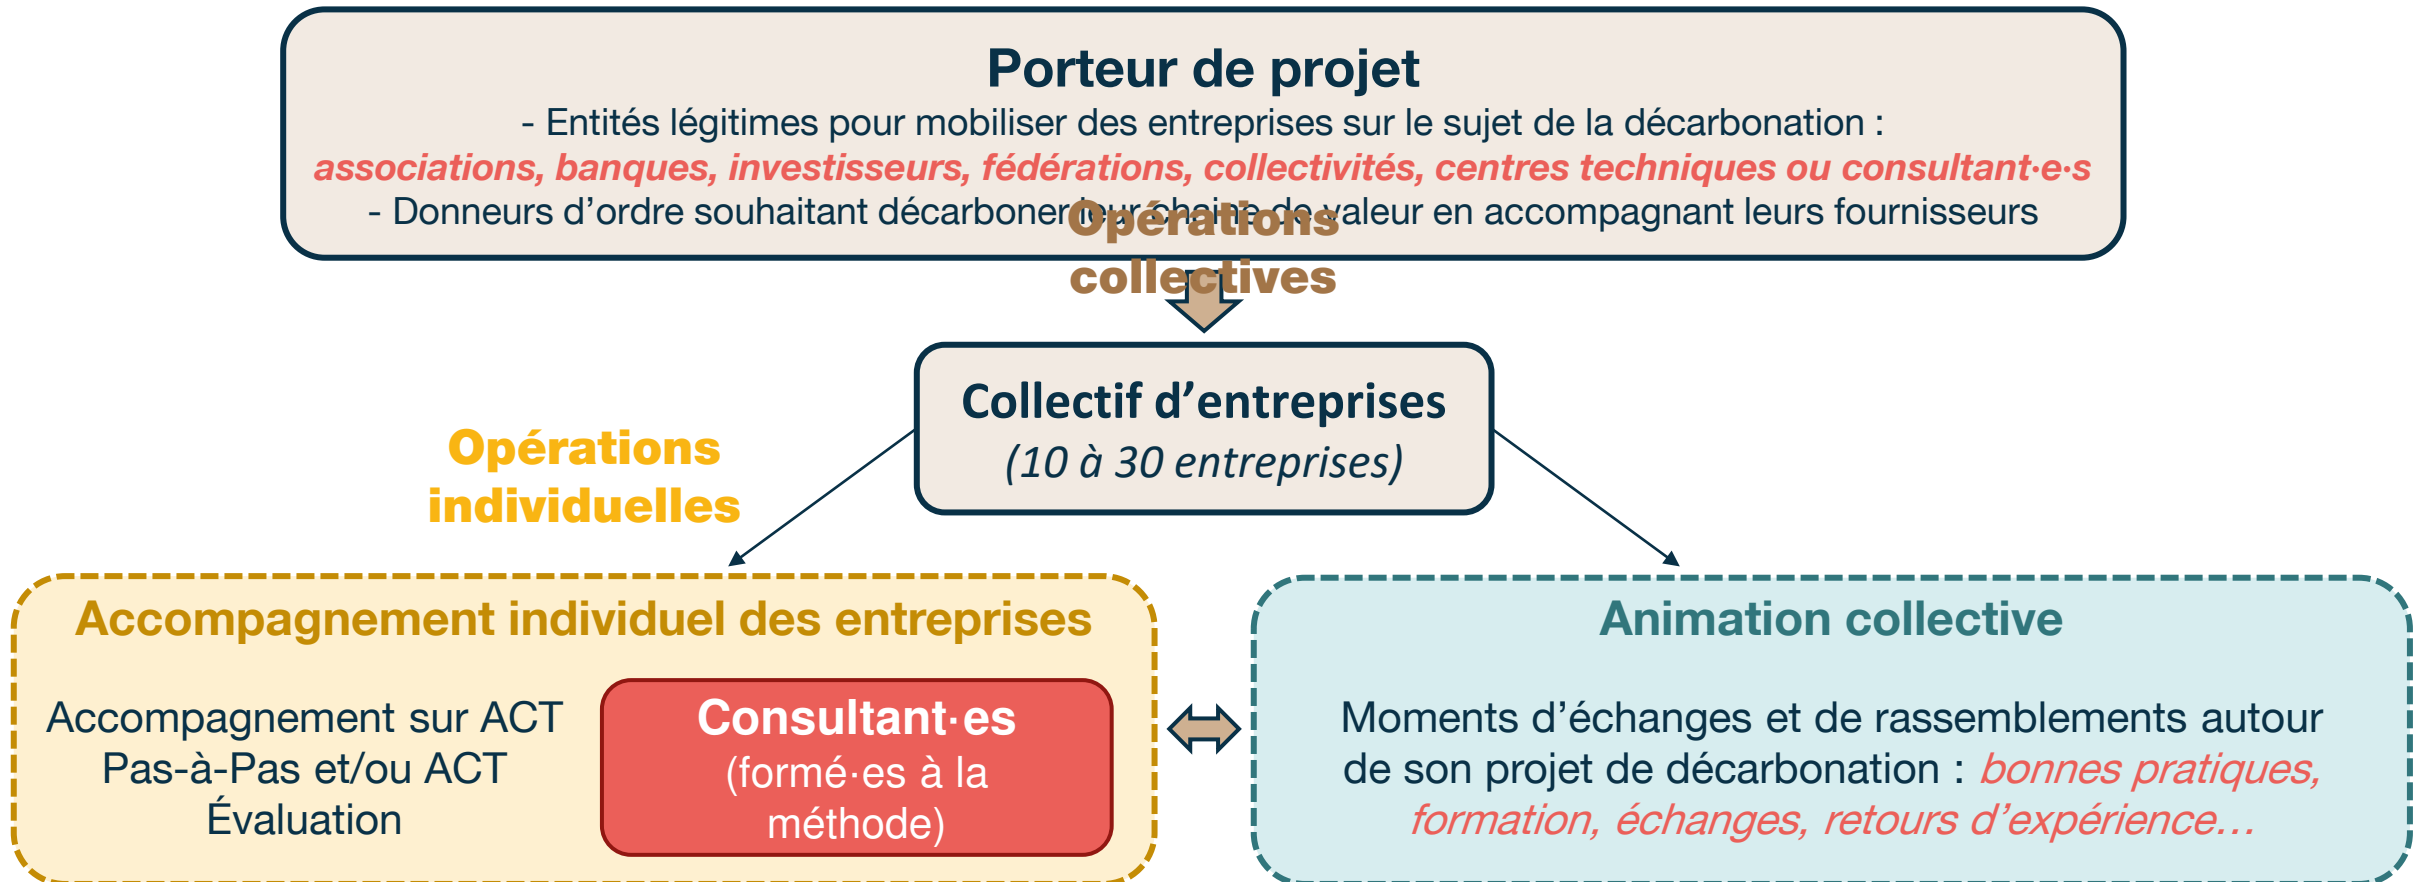 Porteur de projet
- Entités légitimes pour mobiliser des entreprises sur le sujet de la décarbonation :
associations, banques, investisseurs, fédérations, collectivités, centres techniques ou consultant·e·s
- Donneurs d’ordre souhaitant décarboner leur chaine de valeur en accompagnant leurs fournisseurs
Opérations
collectives
Collectif d’entreprises
(10 à 30 entreprises)
Opérations
individuelles
Accompagnement individuel des entreprises
Accompagnement sur ACT
Pas-à-Pas et/ou ACT
Évaluation
Consultant·es
(formé·es à la
méthode)
Animation collective
Moments d’échanges et de rassemblements autour
de son projet de décarbonation : bonnes pratiques,
formation, échanges, retours d’expérience…